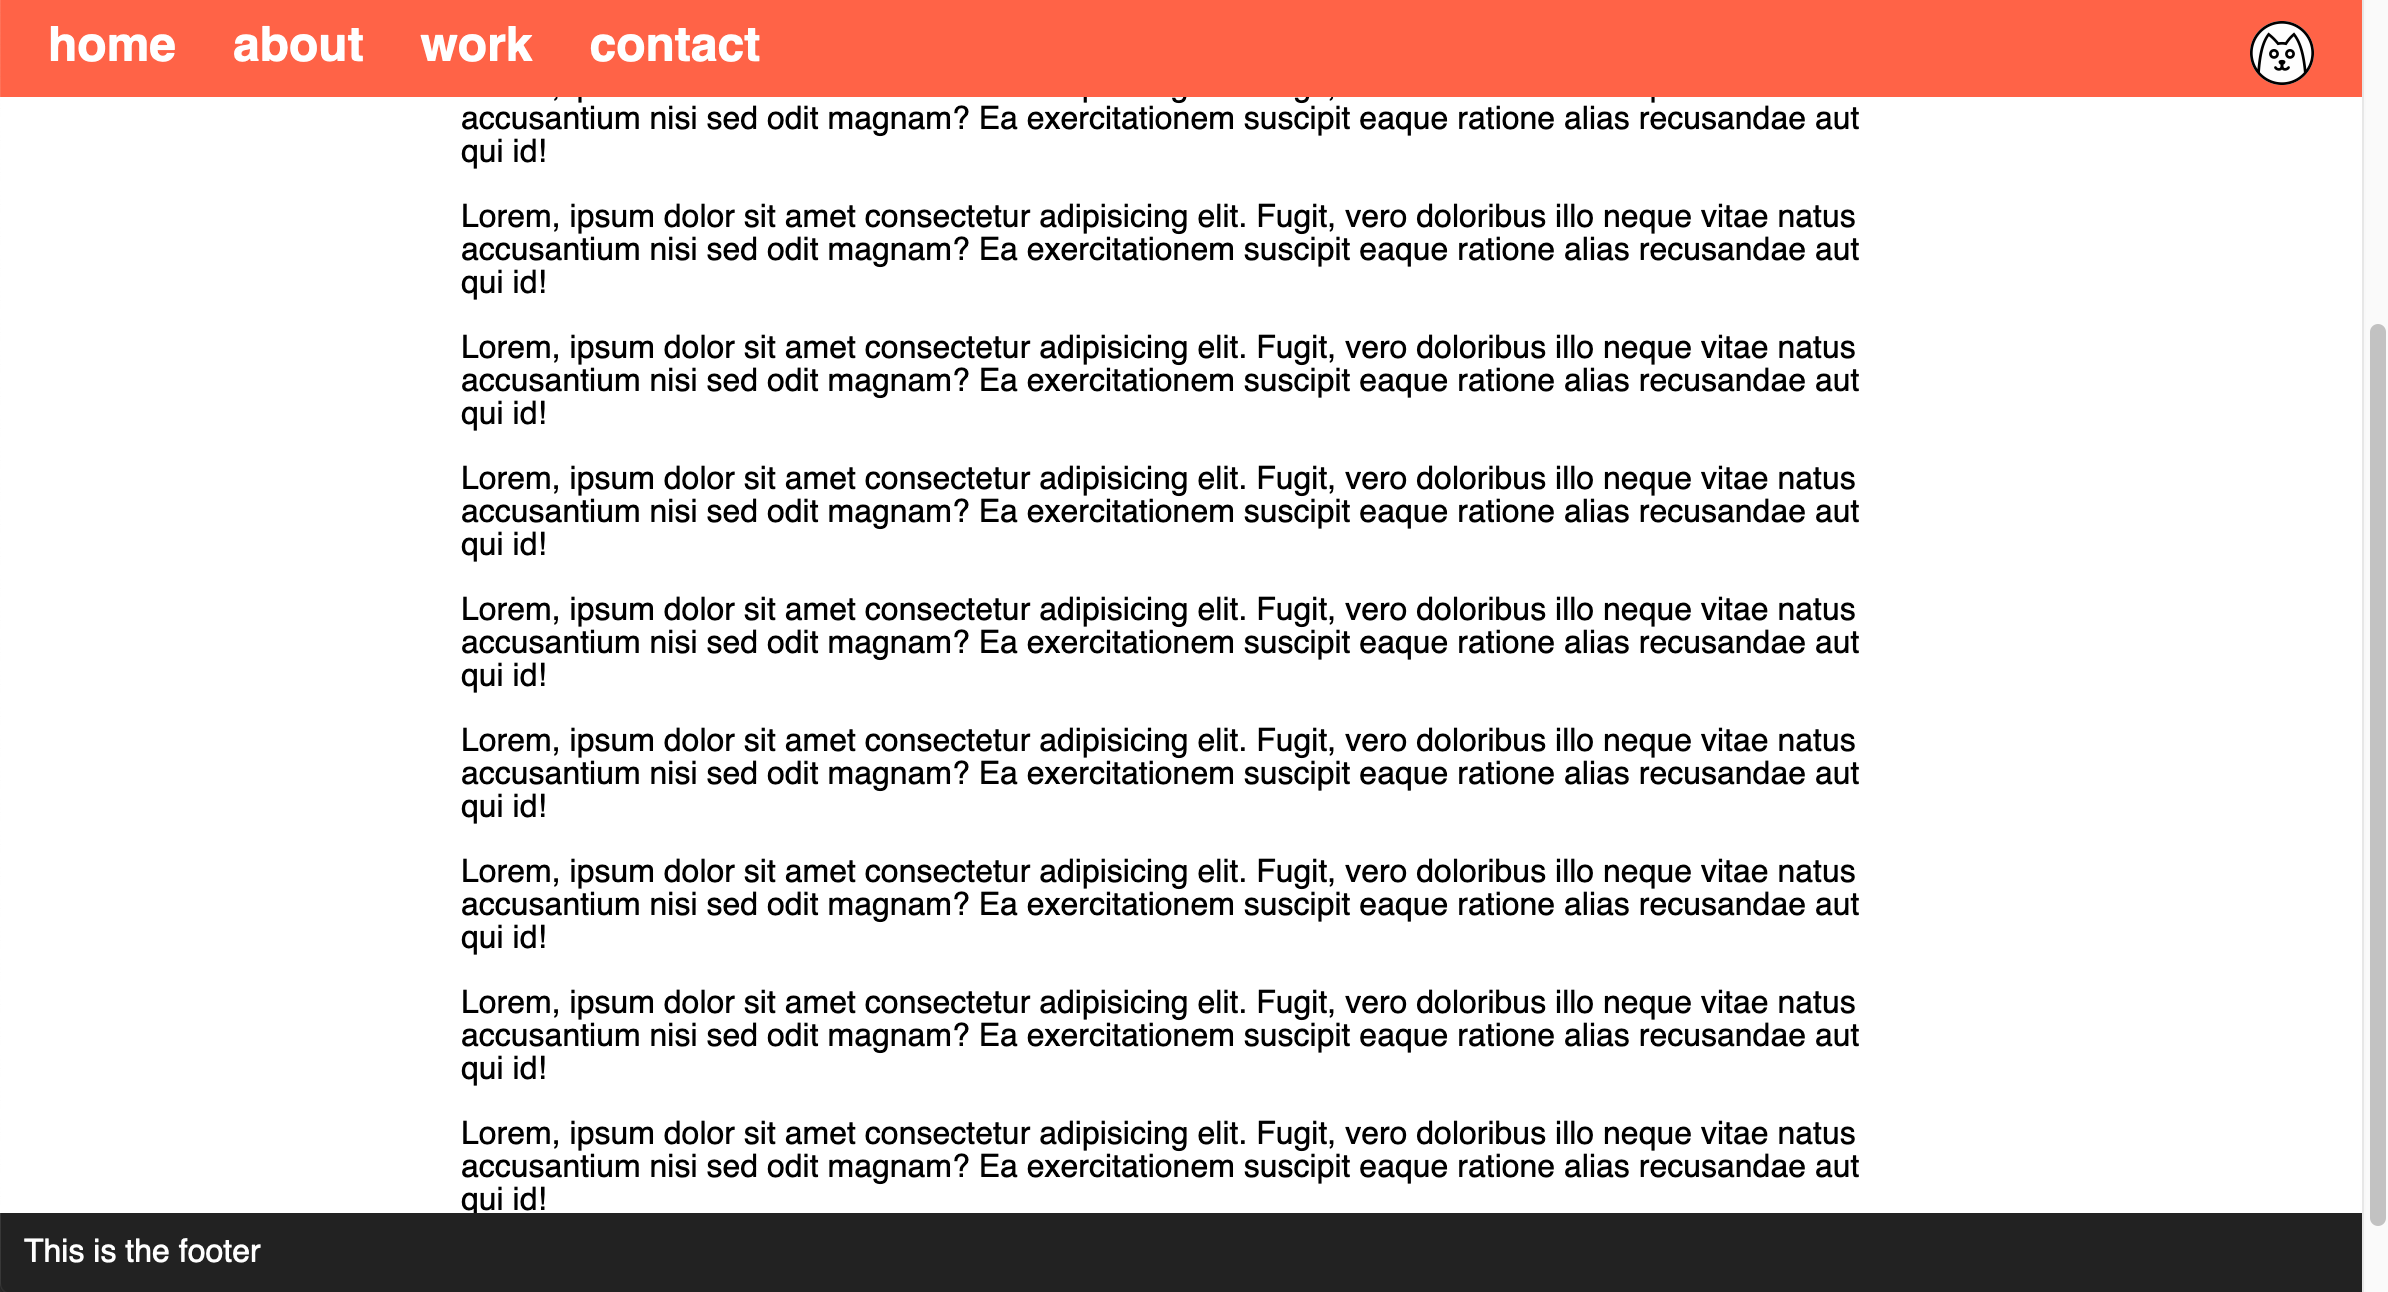 home about work contact
accusantium nisi sed odit magnam? Ea exercitationem suscipit eaque ratione alias recusandae aut
qui id!
Lorem, ipsum dolor sit amet consectetur adipisicing elit. Fugit, vero doloribus illo neque vitae natus
accusantium nisi sed odit magnam? Ea exercitationem suscipit eaque ratione alias recusandae aut
qui id!
Lorem, ipsum dolor sit amet consectetur adipisicing elit. Fugit, vero doloribus illo neque vitae natus
accusantium nisi sed odit magnam? Ea exercitationem suscipit eaque ratione alias recusandae aut
qui id!
Lorem, ipsum dolor sit amet consectetur adipisicing elit. Fugit, vero doloribus illo neque vitae natus
accusantium nisi sed odit magnam? Ea exercitationem suscipit eaque ratione alias recusandae aut
qui id!
Lorem, ipsum dolor sit amet consectetur adipisicing elit. Fugit, vero doloribus illo neque vitae natus
accusantium nisi sed odit magnam? Ea exercitationem suscipit eaque ratione alias recusandae aut
qui id!
Lorem, ipsum dolor sit amet consectetur adipisicing elit. Fugit, vero doloribus illo neque vitae natus
accusantium nisi sed odit magnam? Ea exercitationem suscipit eaque ratione alias recusandae aut
qui id!
Lorem, ipsum dolor sit amet consectetur adipisicing elit. Fugit, vero doloribus illo neque vitae natus
accusantium nisi sed odit magnam? Ea exercitationem suscipit eaque ratione alias recusandae aut
qui id!
Lorem, ipsum dolor sit amet consectetur adipisicing elit. Fugit, vero doloribus illo neque vitae natus
accusantium nisi sed odit magnam? Ea exercitationem suscipit eaque ratione alias recusandae aut
qui id!
Lorem, ipsum dolor sit amet consectetur adipisicing elit. Fugit, vero doloribus illo neque vitae natus
accusantium nisi sed odit magnam? Ea exercitationem suscipit eaque ratione alias recusandae aut
qui id!
This is the footer